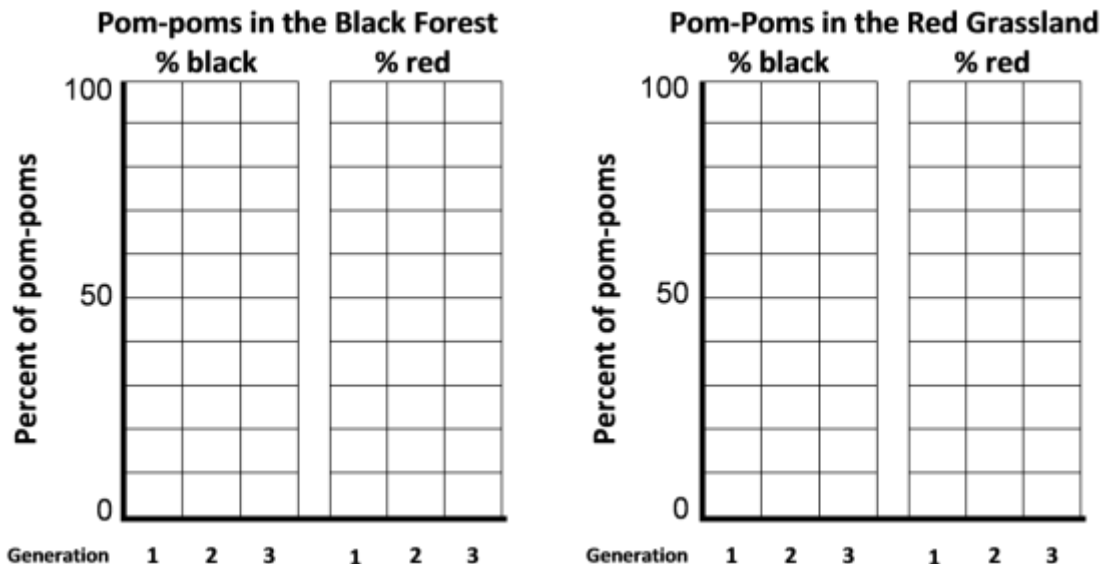 Pom-poms in the Black Forest
% black % red
100
50
0
Percent of pom-poms
Generation 1 2 3 1 2 3
Pom-Poms in the Red Grassland
% black % red
100
50
0
Percent of pom-poms
Generation 1 2 3 1 2 3